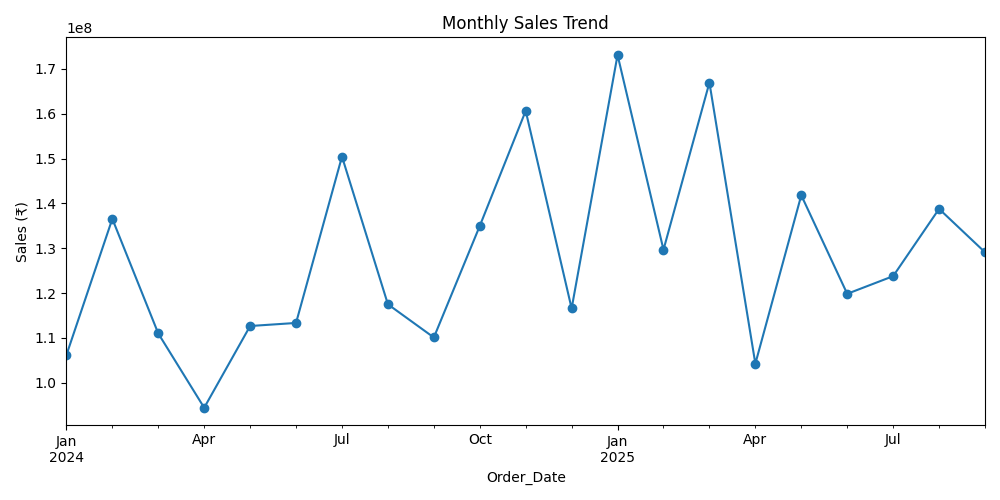 Monthly Sales Trend
1e8
Sales (₹)
1.7
1.6
1.5
1.4
1.3
1.2
1.1
1.0
Jan Apr Jul Oct Jan Apr Jul
2024 2025
Order_Date